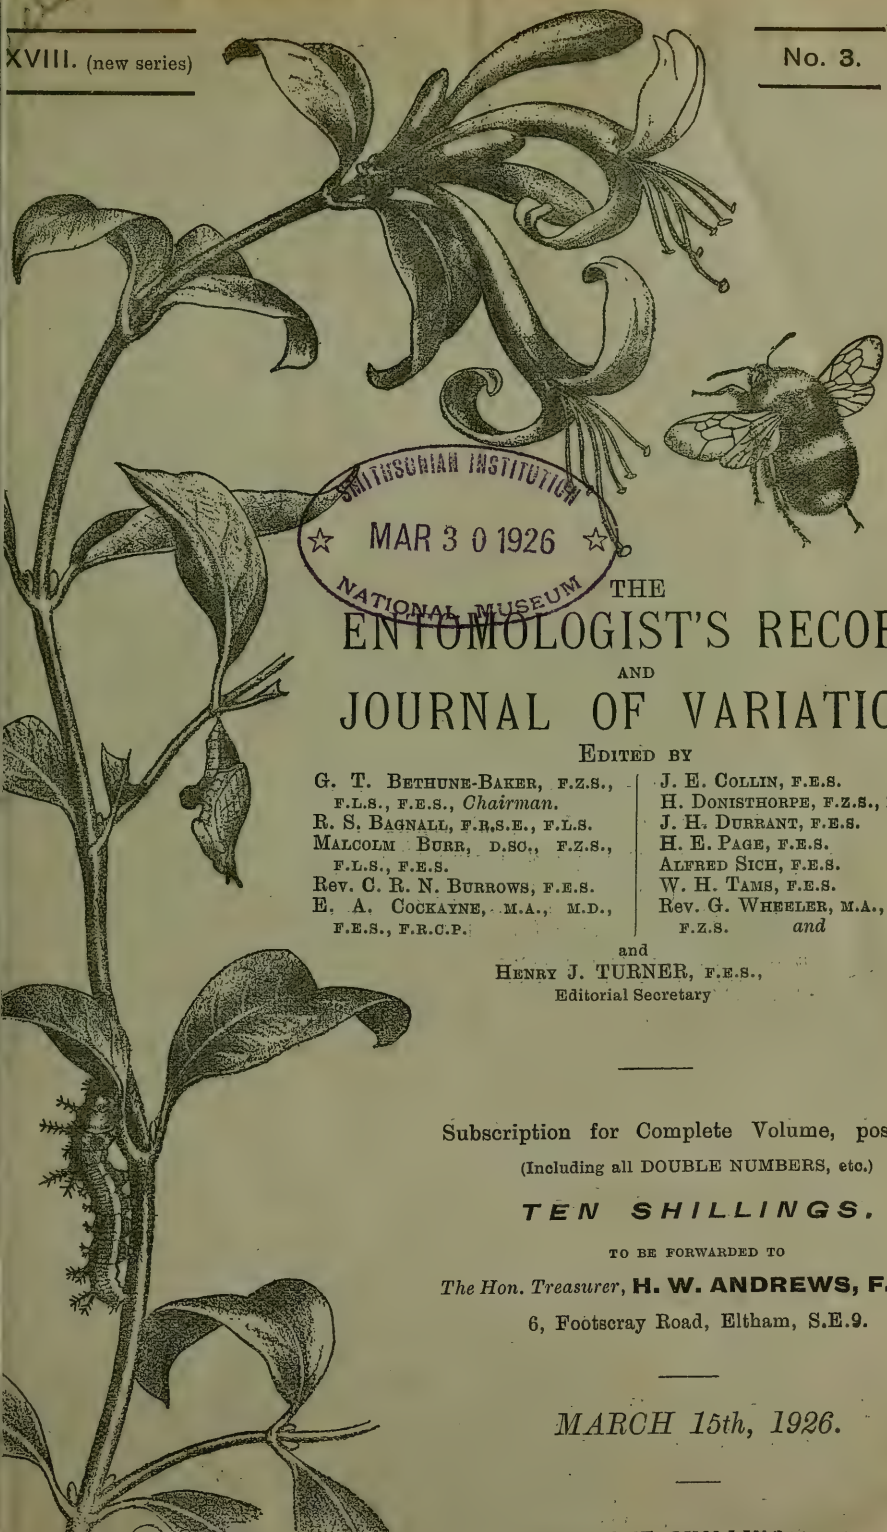 XVIII. (new series)
No. 3.
SMITHSONIAN INSTITUTION
MAR 30 1926
NATIONAL MUSEUM
THE
ENTOMOLOGIST'S RECOR
AND
JOURNAL OF VARIATIO
EDITED BY
G. T. BETHUNE-BAKER, F.Z.S.,
F.L.S., F.E.S., Chairman.
R. S. BAGNALL, F.R.S.E., F.L.S.
MALCOLM BURR, D.SC., F.Z.S.,
F.L.S., F.E.S.
Rev. C. R. N. BURROWS, F.E.S.
E. A. COCKAYNE, M.A., M.D.,
F.E.S., F.R.C.P.
J. E. COLLIN, F.E.S.
H. DONISTHORPE, F.Z.S.,
J. H. DURRANT, F.E.S.
H. E. PAGE, F.E.S.
ALFRED SICH, F.E.S.
W. H. TAMS, F.E.S.
Rev. G. WHEELER, M.A.,
F.Z.S. and
and
HENRY J. TURNER, F.E.S.,
Editorial Secretary
Subscription for Complete Volume, pos
(Including all DOUBLE NUMBERS, etc.)
TEN SHILLINGS.
TO BE FORWARDED TO
The Hon. Treasurer, H. W. ANDREWS, F.
6, Footscray Road, Eltham, S.E.9.
MARCH 15th, 1926.